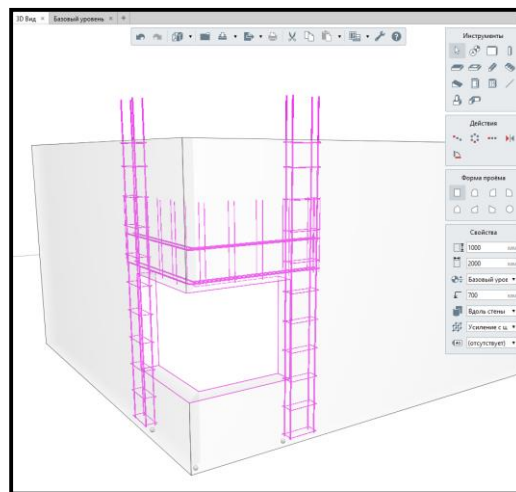 3D Вид ×
Базовый уровень × +
Инструменты
Действия
Форма проёма
Свойства
1000
2000
Базовый уров
700
Вдоль стены
Усиление с ц
(отсутствует)